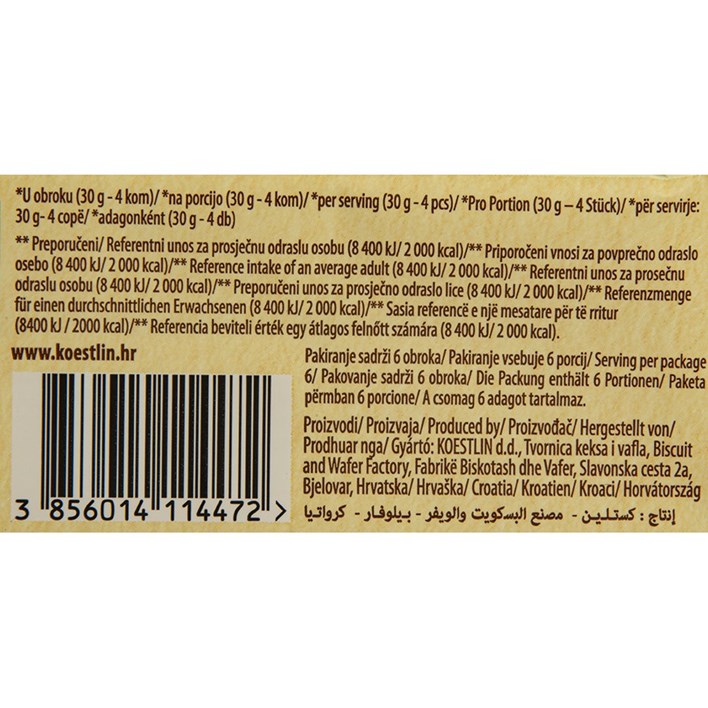 *U obroku (30 g - 4 kom)/ *na porcijo (30 g - 4 kom)/ *per serving (30 g - 4 pcs)/ *Pro Portion (30 g – 4 Stück)/ *për servirje:
30 g- 4 copë/ *adagonként (30 g - 4 db)
** Preporučeni/ Referentni unos za prosječnu odraslu osobu (8 400 kJ/ 2 000 kcal)/** Priporočeni vnosi za povprečno odraslo
osebo (8 400 kJ/ 2 000 kcal)/** Reference intake of an average adult (8 400 kJ/ 2 000 kcal)/** Referentni unos za prosečnu
odraslu osobu (8 400 kJ/ 2 000 kcal)/** Preporučeni unos za prosječno odraslo lice (8 400 kJ/ 2 000 kcal)/** Referenzmenge
für einen durchschnittlichen Erwachsenen (8 400 kJ/ 2 000 kcal)/** Sasia referencë e një mesatare për të rritur
(8400 kJ/ 2000 kcal)/** Referencia beviteli érték egy átlagos felnőtt számára (8 400 kJ/ 2 000 kcal).
www.koestlin.hr
Pakiranje sadrži 6 obroka/ Pakiranje vsebuje 6 porcij/ Serving per package
6/ Pakovanje sadrži 6 obroka/ Die Packung enthält 6 Portionen/ Paketa
përmban 6 porcione/ A csomag 6 adagot tartalmaz.
Proizvodi/ Proizvaja/ Produced by/ Proizvođač/ Hergestellt von/
Prodhuar nga/ Gyártó: KOESTLIN d.d., Tvornica keksa i vafla, Biscuit
and Wafer Factory, Fabrikë Biskotash dhe Vafer, Slavonska cesta 2a,
Bjelovar, Hrvatska/ Hrvaška/ Croatia/ Kroatien/ Kroaci/ Horvátország
إنتاج : كستلين - مصنع البسكويت والويفر - بيلوفار - كرواتيا
3 856014 114472 >